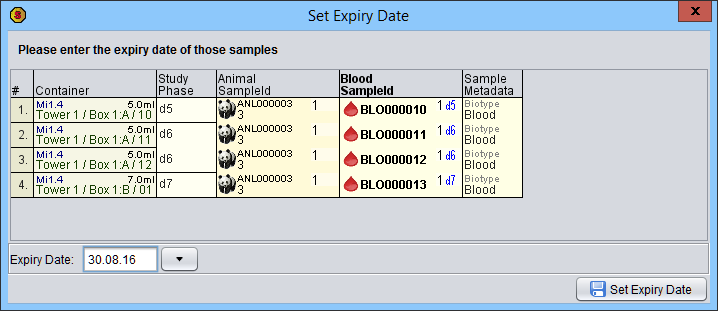 Set Expiry Date
x
Please enter the expiry date of those samples
# Container Study Phase Animal SampleId Blood SampleId Sample Metadata
1. Mi1.4 5.0ml d5 ANL000003 1 BLO000010 1 d5 Biotype
Tower 1 / Box 1:A / 10 3 Blood
2. Mi1.4 5.0ml d6 ANL000003 1 BLO000011 1 d6 Biotype
Tower 1 / Box 1:A / 11 3 Blood
3. Mi1.4 5.0ml d6 ANL000003 1 BLO000012 1 d6 Biotype
Tower 1 / Box 1:A / 12 3 Blood
4. Mi1.4 7.0ml d7 ANL000003 1 BLO000013 1 d7 Biotype
Tower 1 / Box 1:B / 01 3 Blood
Expiry Date: 30.08.16
Set Expiry Date